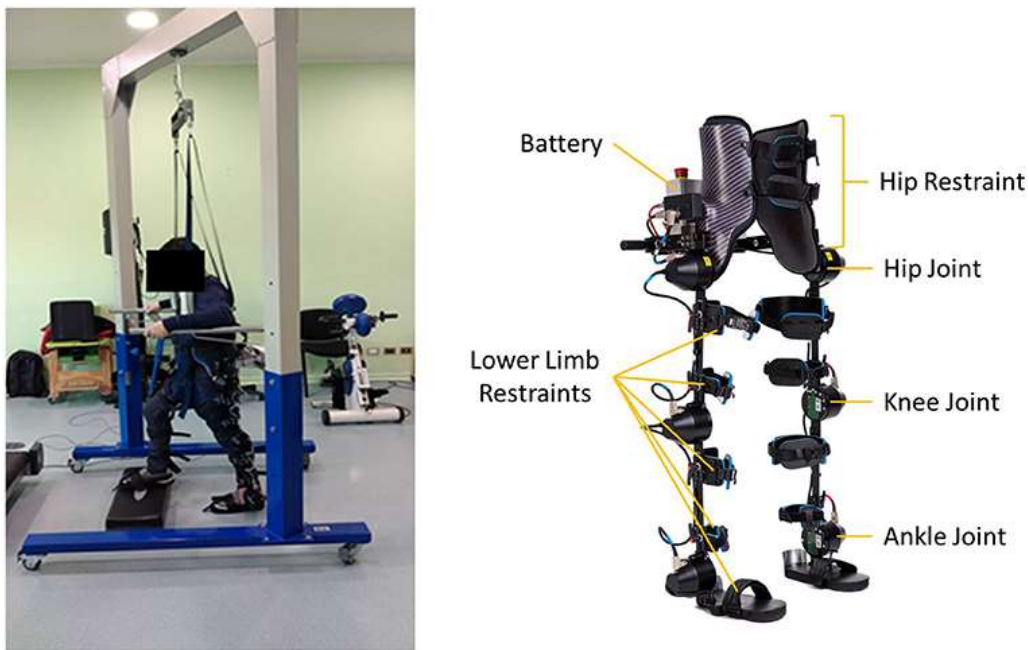 Battery
Hip Restraint
Hip Joint
Lower Limb
Restraints
Knee Joint
Ankle Joint